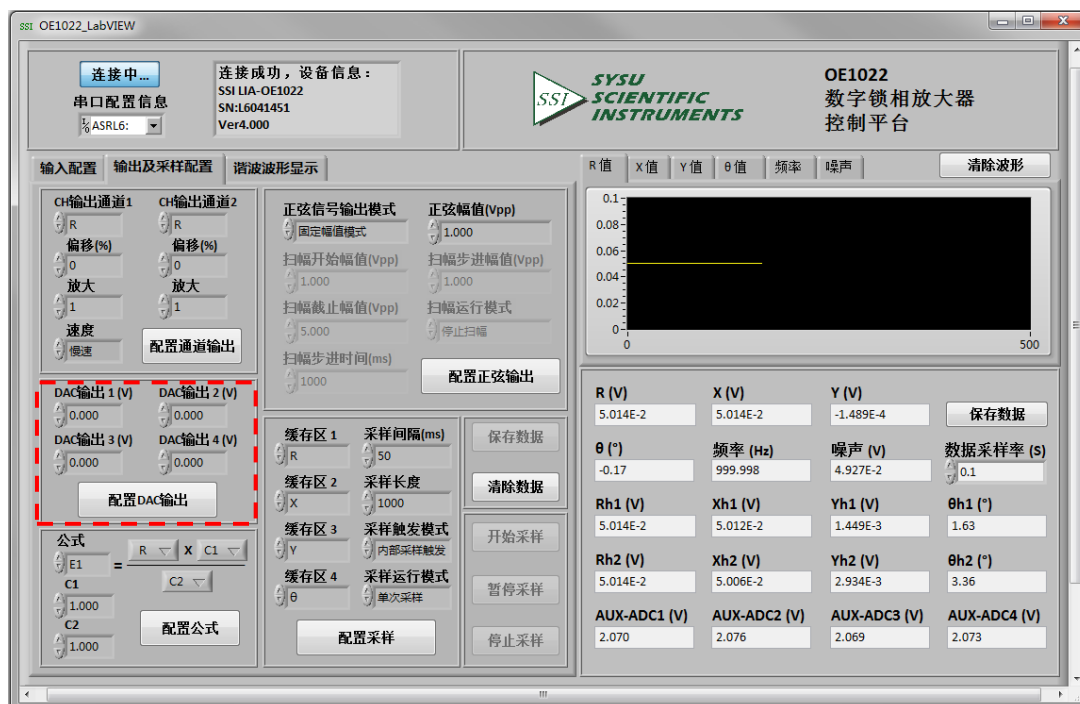 SSI OE1022_LabVIEW
连接中...
串口配置信息
ASRL6:
连接成功，设备信息：
SSI LIA-OE1022
SN:L6041451
Ver4.000
SSI
SYSU
SCIENTIFIC
INSTRUMENTS
OE1022
数字锁相放大器
控制平台
输入配置 输出及采样配置 谐波波形显示
CH输出通道1 CH输出通道2
R R
偏移(%) 偏移(%)
0 0
放大 放大
1 1
速度
慢速 配置通道输出
DAC输出 1 (V) DAC输出 2 (V)
0.000 0.000
DAC输出 3 (V) DAC输出 4 (V)
0.000 0.000
配置DAC输出
公式
E1 = R X C1
C2
C1
1.000
C2
1.000
配置公式
正弦信号输出模式 正弦幅值(Vpp)
固定幅值模式 1.000
扫幅开始幅值(Vpp) 扫幅步进幅值(Vpp)
1.000 1.000
扫幅截止幅值(Vpp) 扫幅运行模式
5.000 停止扫幅
扫幅步进时间(ms)
1000 配置正弦输出
缓存区 1 采样间隔(ms)
R 50
缓存区 2 采样长度
X 1000
缓存区 3 采样触发模式
Y 内部采样触发
缓存区 4 采样运行模式
θ 单次采样
配置采样
保存数据
清除数据
开始采样
暂停采样
停止采样
R 值 X 值 Y 值 θ 值 频率 噪声 清除波形
0.1
0.08
0.06
0.04
0.02
0
0 500
R (V) X (V) Y (V)
5.014E-2 5.014E-2 -1.489E-4 保存数据
θ (°) 频率 (Hz) 噪声 (V) 数据采样率 (S)
-0.17 999.998 4.927E-2 0.1
Rh1 (V) Xh1 (V) Yh1 (V) θh1 (°)
5.014E-2 5.012E-2 1.449E-3 1.63
Rh2 (V) Xh2 (V) Yh2 (V) θh2 (°)
5.014E-2 5.006E-2 2.934E-3 3.36
AUX-ADC1 (V) AUX-ADC2 (V) AUX-ADC3 (V) AUX-ADC4 (V)
2.070 2.076 2.069 2.073